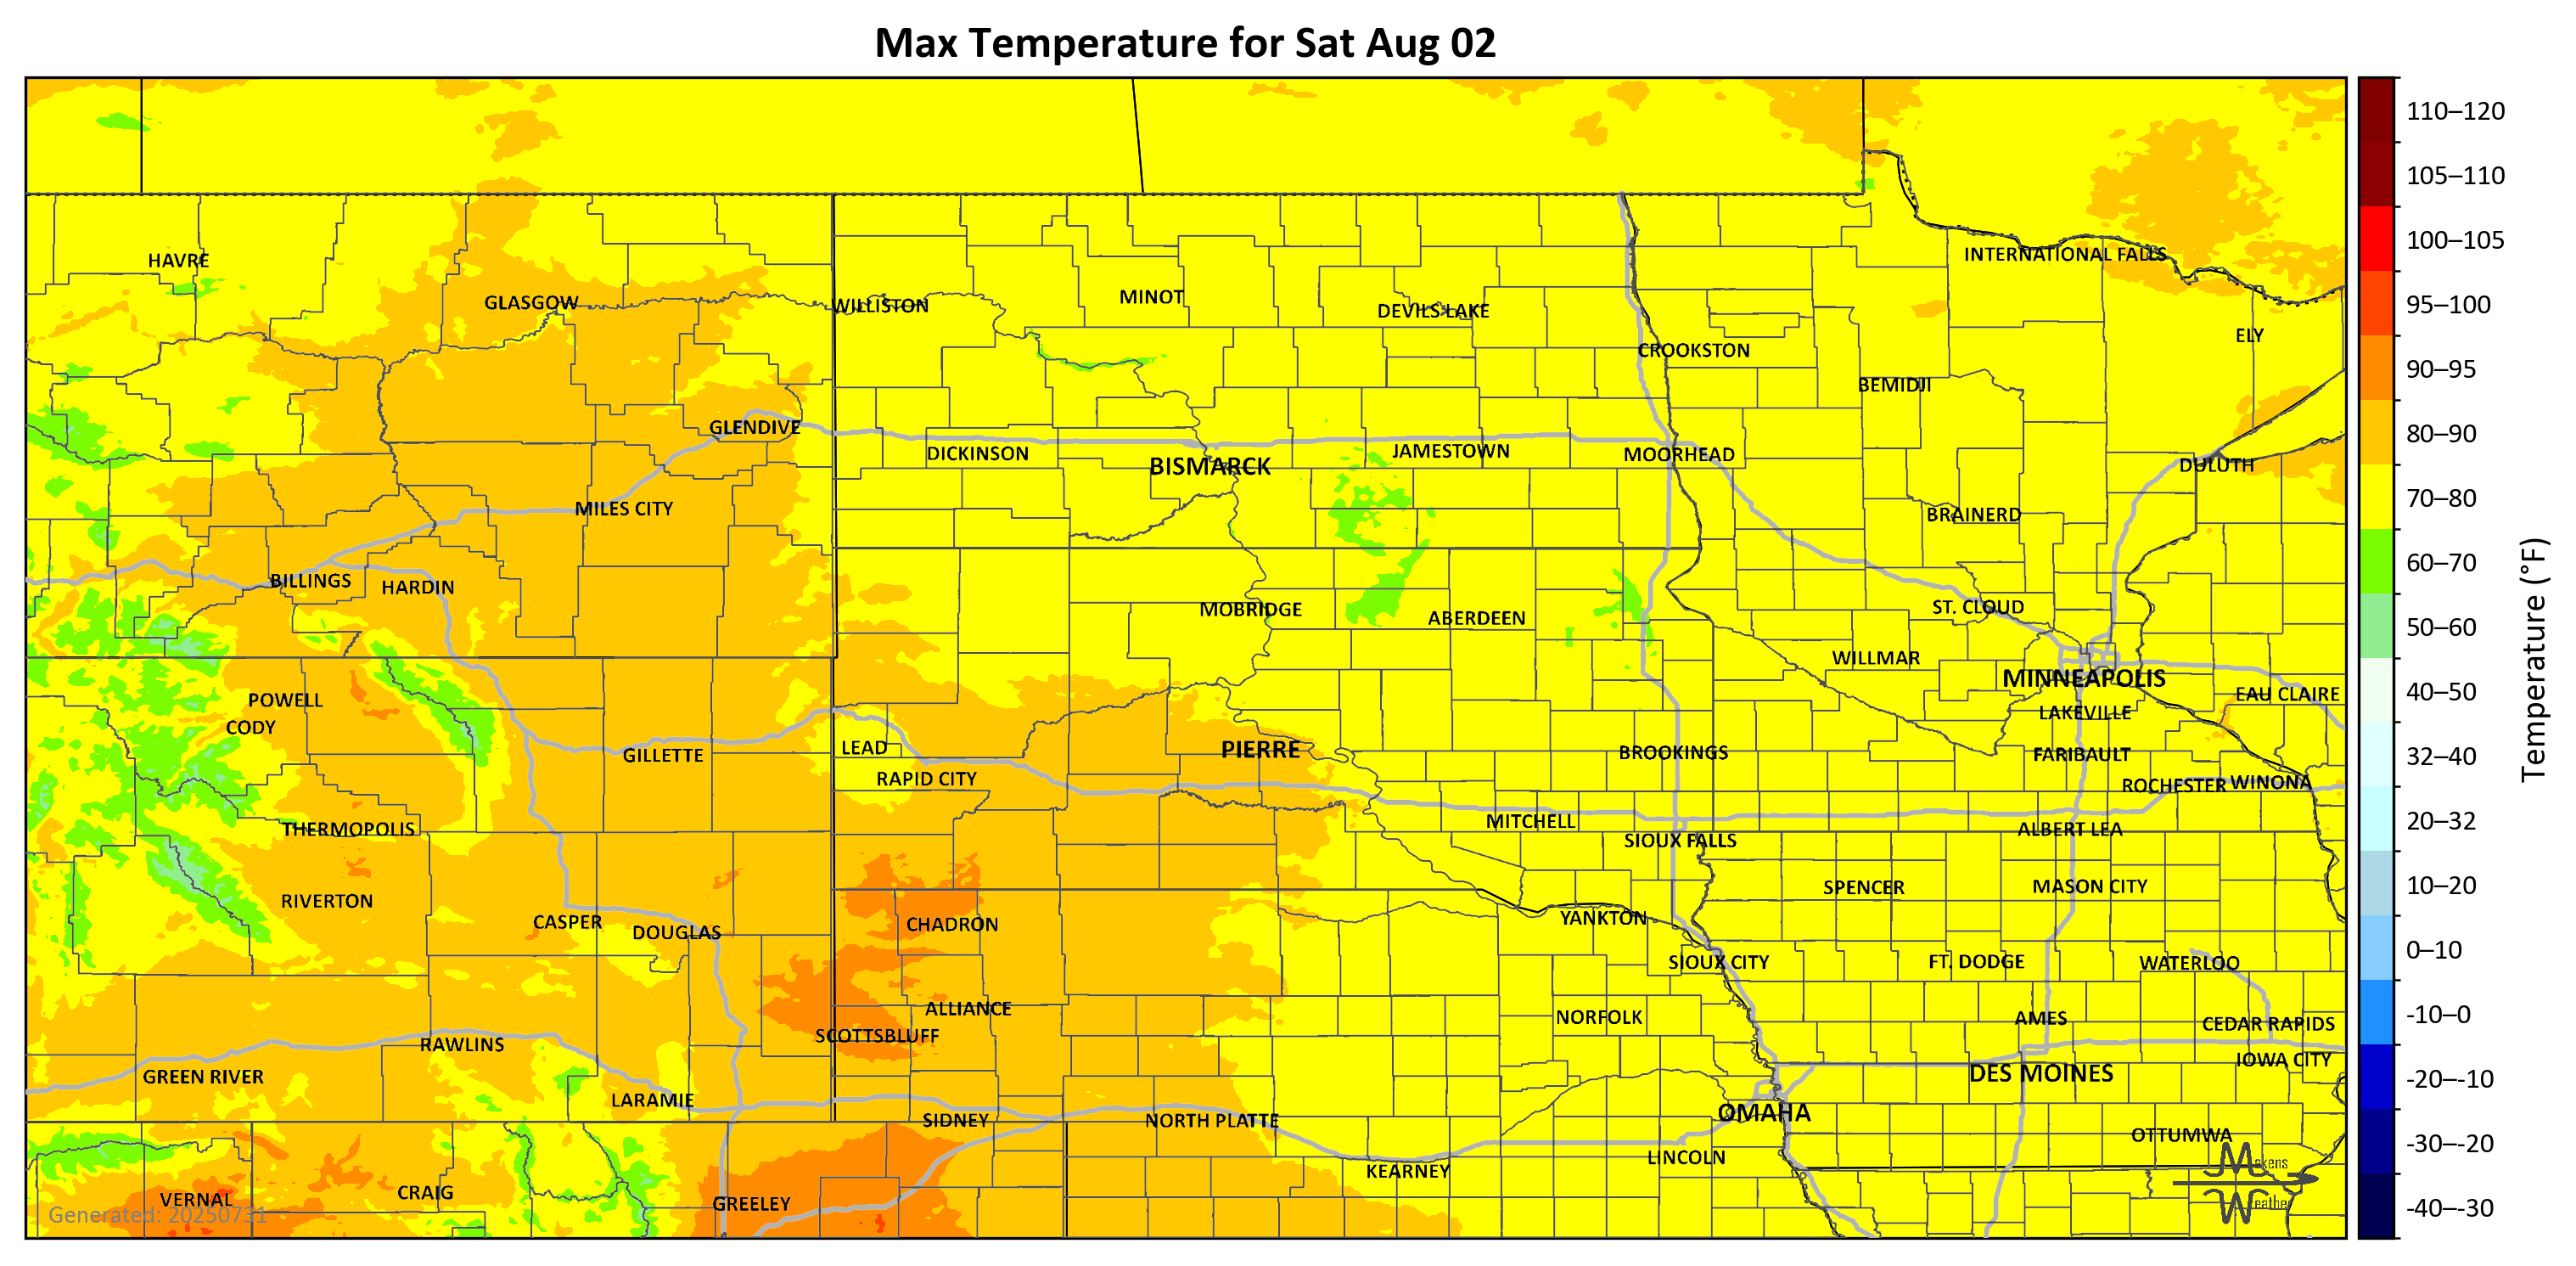 Max Temperature for Sat Aug 02
HAVRE
INTERNATIONAL FALLS
GLASGOW
WILLISTON
MINOT
DEVILS LAKE
ELY
CROOKSTON
BEMIDJI
GLENDIVE
DICKINSON
BISMARCK
JAMESTOWN
MOORHEAD
DULUTH
MILES CITY
BRAINERD
BILLINGS
HARDIN
MOBRIDGE
ABERDEEN
ST. CLOUD
WILLMAR
MINNEAPOLIS
POWELL
EAU CLAIRE
CODY
LAKEVILLE
GILLETTE
LEAD
PIERRE
BROOKINGS
FARIBAULT
RAPID CITY
ROCHESTER
WINONA
THERMOPOLIS
MITCHELL
ALBERT LEA
SIOUX FALLS
RIVERTON
SPENCER
MASON CITY
CASPER
DOUGLAS
CHADRON
YANKTON
SIOUX CITY
FT. DODGE
WATERLOO
ALLIANCE
NORFOLK
AMES
CEDAR RAPIDS
SCOTTSBLUFF
RAWLINS
IOWA CITY
GREEN RIVER
DES MOINES
LARAMIE
SIDNEY
NORTH PLATTE
OMAHA
OTTUMWA
KEARNEY
LINCOLN
VERNAL
CRAIG
GREELEY
Generated: 20250731
Makens
Weather
110–120
105–110
100–105
95–100
90–95
80–90
70–80
60–70
50–60
40–50
32–40
20–32
10–20
0–10
-10–0
-20–-10
-30–-20
-40–-30
Temperature (°F)